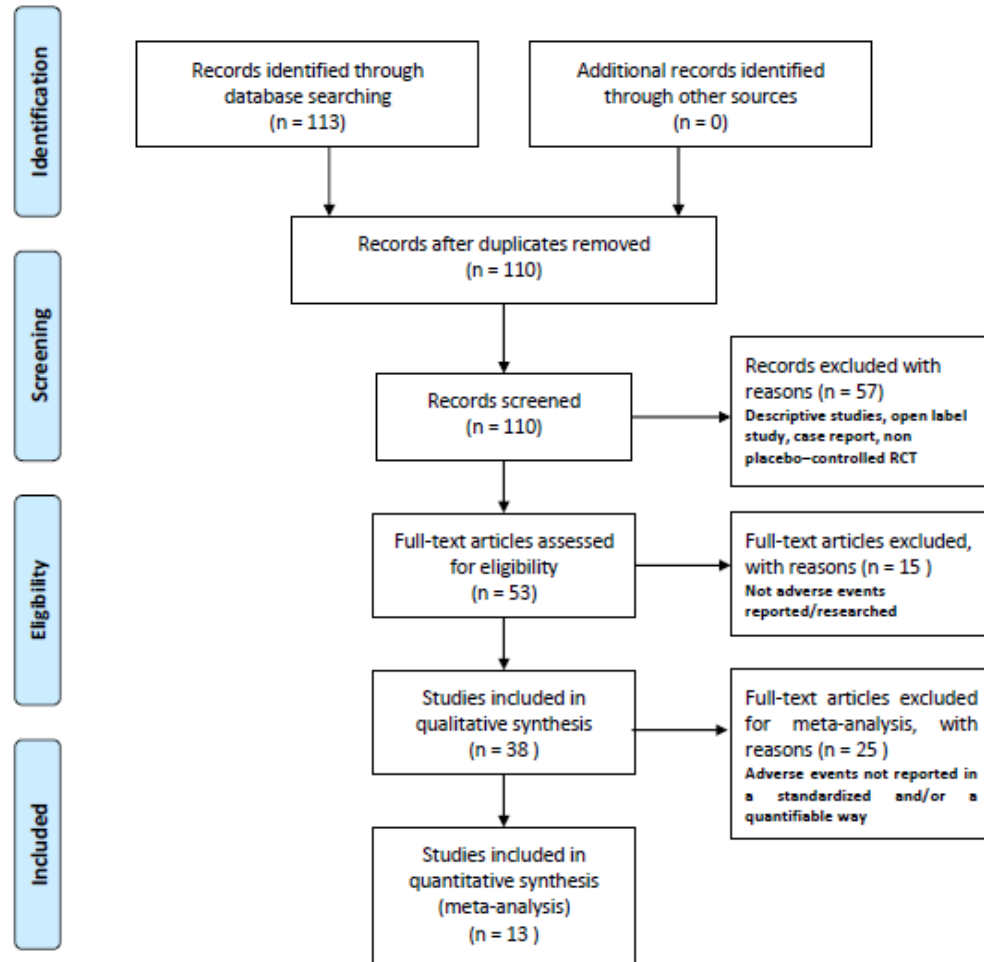 Identification
Records identified through
database searching
(n = 113)
Additional records identified
through other sources
(n = 0)
Records after duplicates removed
(n = 110)
Screening
Records screened
(n = 110)
Records excluded with
reasons (n = 57)
Descriptive studies, open label
study, case report, non
placebo–controlled RCT
Eligibility
Full-text articles assessed
for eligibility
(n = 53)
Full-text articles excluded,
with reasons (n = 15 )
Not adverse events
reported/researched
Studies included in
qualitative synthesis
(n = 38 )
Full-text articles excluded
for meta-analysis, with
reasons (n = 25 )
Adverse events not reported in
a standardized and/or a
quantifiable way
Included
Studies included in
quantitative synthesis
(meta-analysis)
(n = 13 )